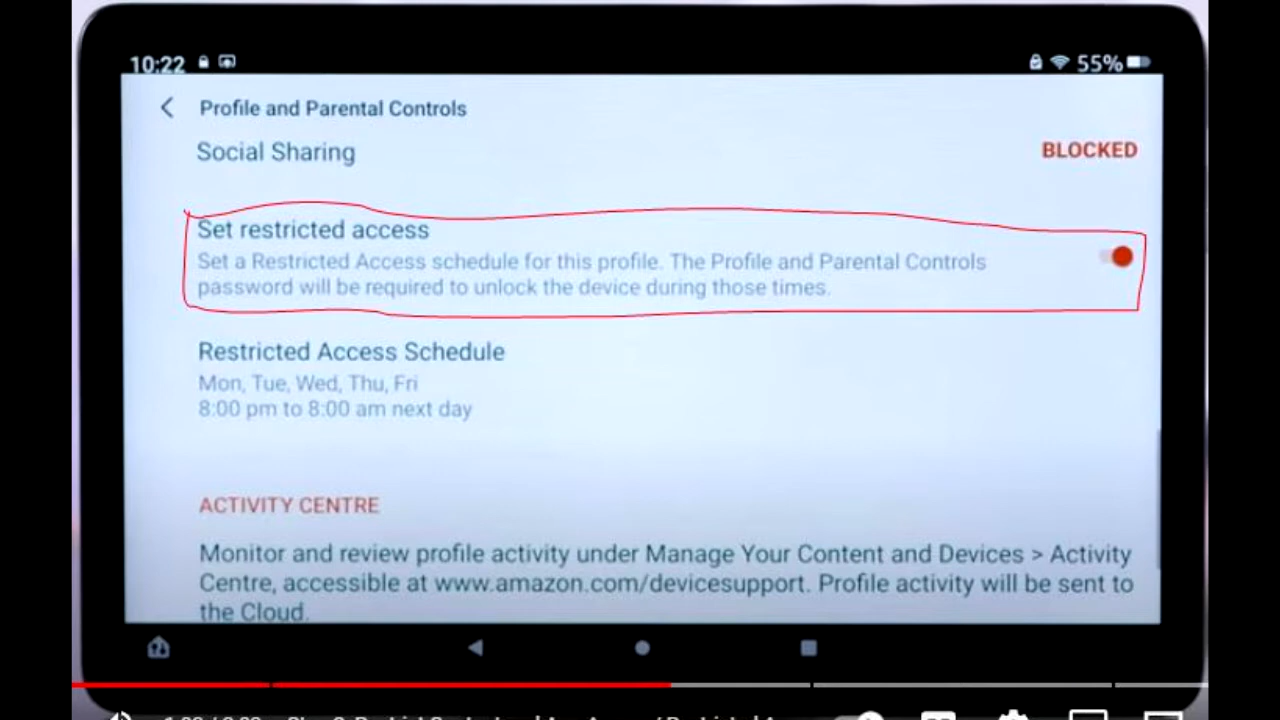 10:22
55%
Profile and Parental Controls
Social Sharing
BLOCKED
Set restricted access
Set a Restricted Access schedule for this profile. The Profile and Parental Controls
password will be required to unlock the device during those times.
Restricted Access Schedule
Mon, Tue, Wed, Thu, Fri
8:00 pm to 8:00 am next day
ACTIVITY CENTRE
Monitor and review profile activity under Manage Your Content and Devices > Activity
Centre, accessible at www.amazon.com/devicesupport. Profile activity will be sent to
the Cloud.